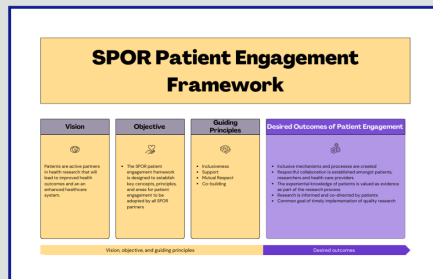 SPOR Patient Engagement
Framework
Vision
Patients are active partners
in health research that will
lead to improved health
outcomes and an an
enhanced healthcare
system.
Objective
• The SPOR patient
engagement framework
is designed to establish
key concepts, principles,
and areas for patient
engagement to be
adopted by all SPOR
partners
Guiding
Principles
• Inclusiveness
• Support
• Mutual Respect
• Co-building
Desired Outcomes of Patient Engagement
• Inclusive mechanisms and processes are created
• Respectful collaboration is established amongst patients,
researchers and health care providers
• The experiential knowledge of patients is valued as evidence
as part of the research process
• Research is informed and co-directed by patients
• Common goal of timely implementation of quality research
Vision, objective, and guiding principles
Desired outcomes